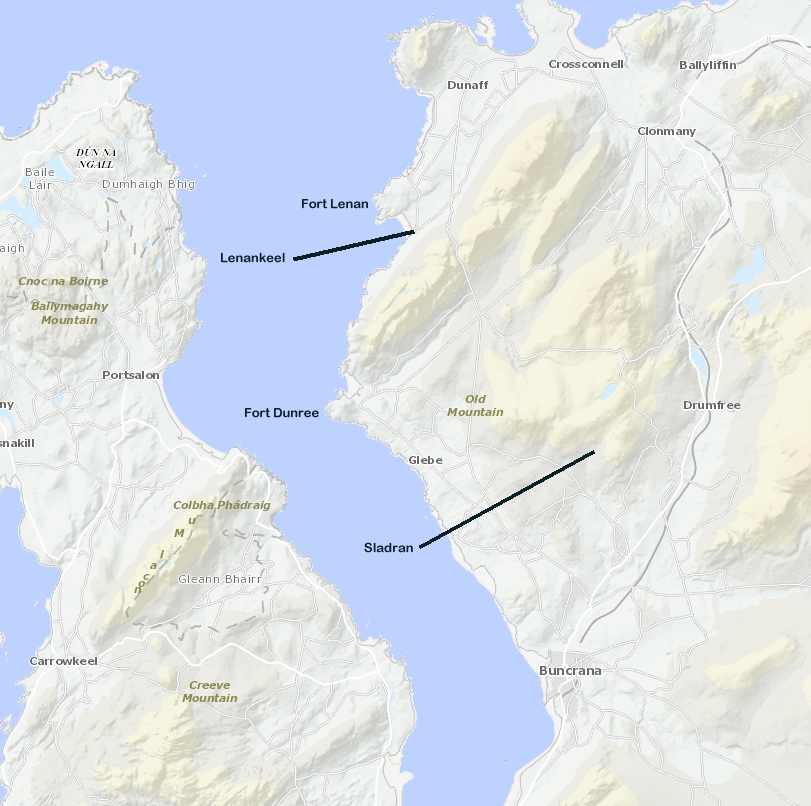 Crossconnell
Ballyliffin
Dunaff
Clonmany
DÚN NA
NGALL
Baile
Láir
Dumhaigh Bhig
Fort Lenan
aigh
Lenankeel
Cnoc na Boirne
Ballymagahy
Mountain
Portsalon
ny
Fort Dunree
Old
Mountain
Drumfree
snakill
Glebe
Colbha Phádraig
Sladran
Gleann Bhairr
Carrowkeel
Buncrana
Creeve
Mountain